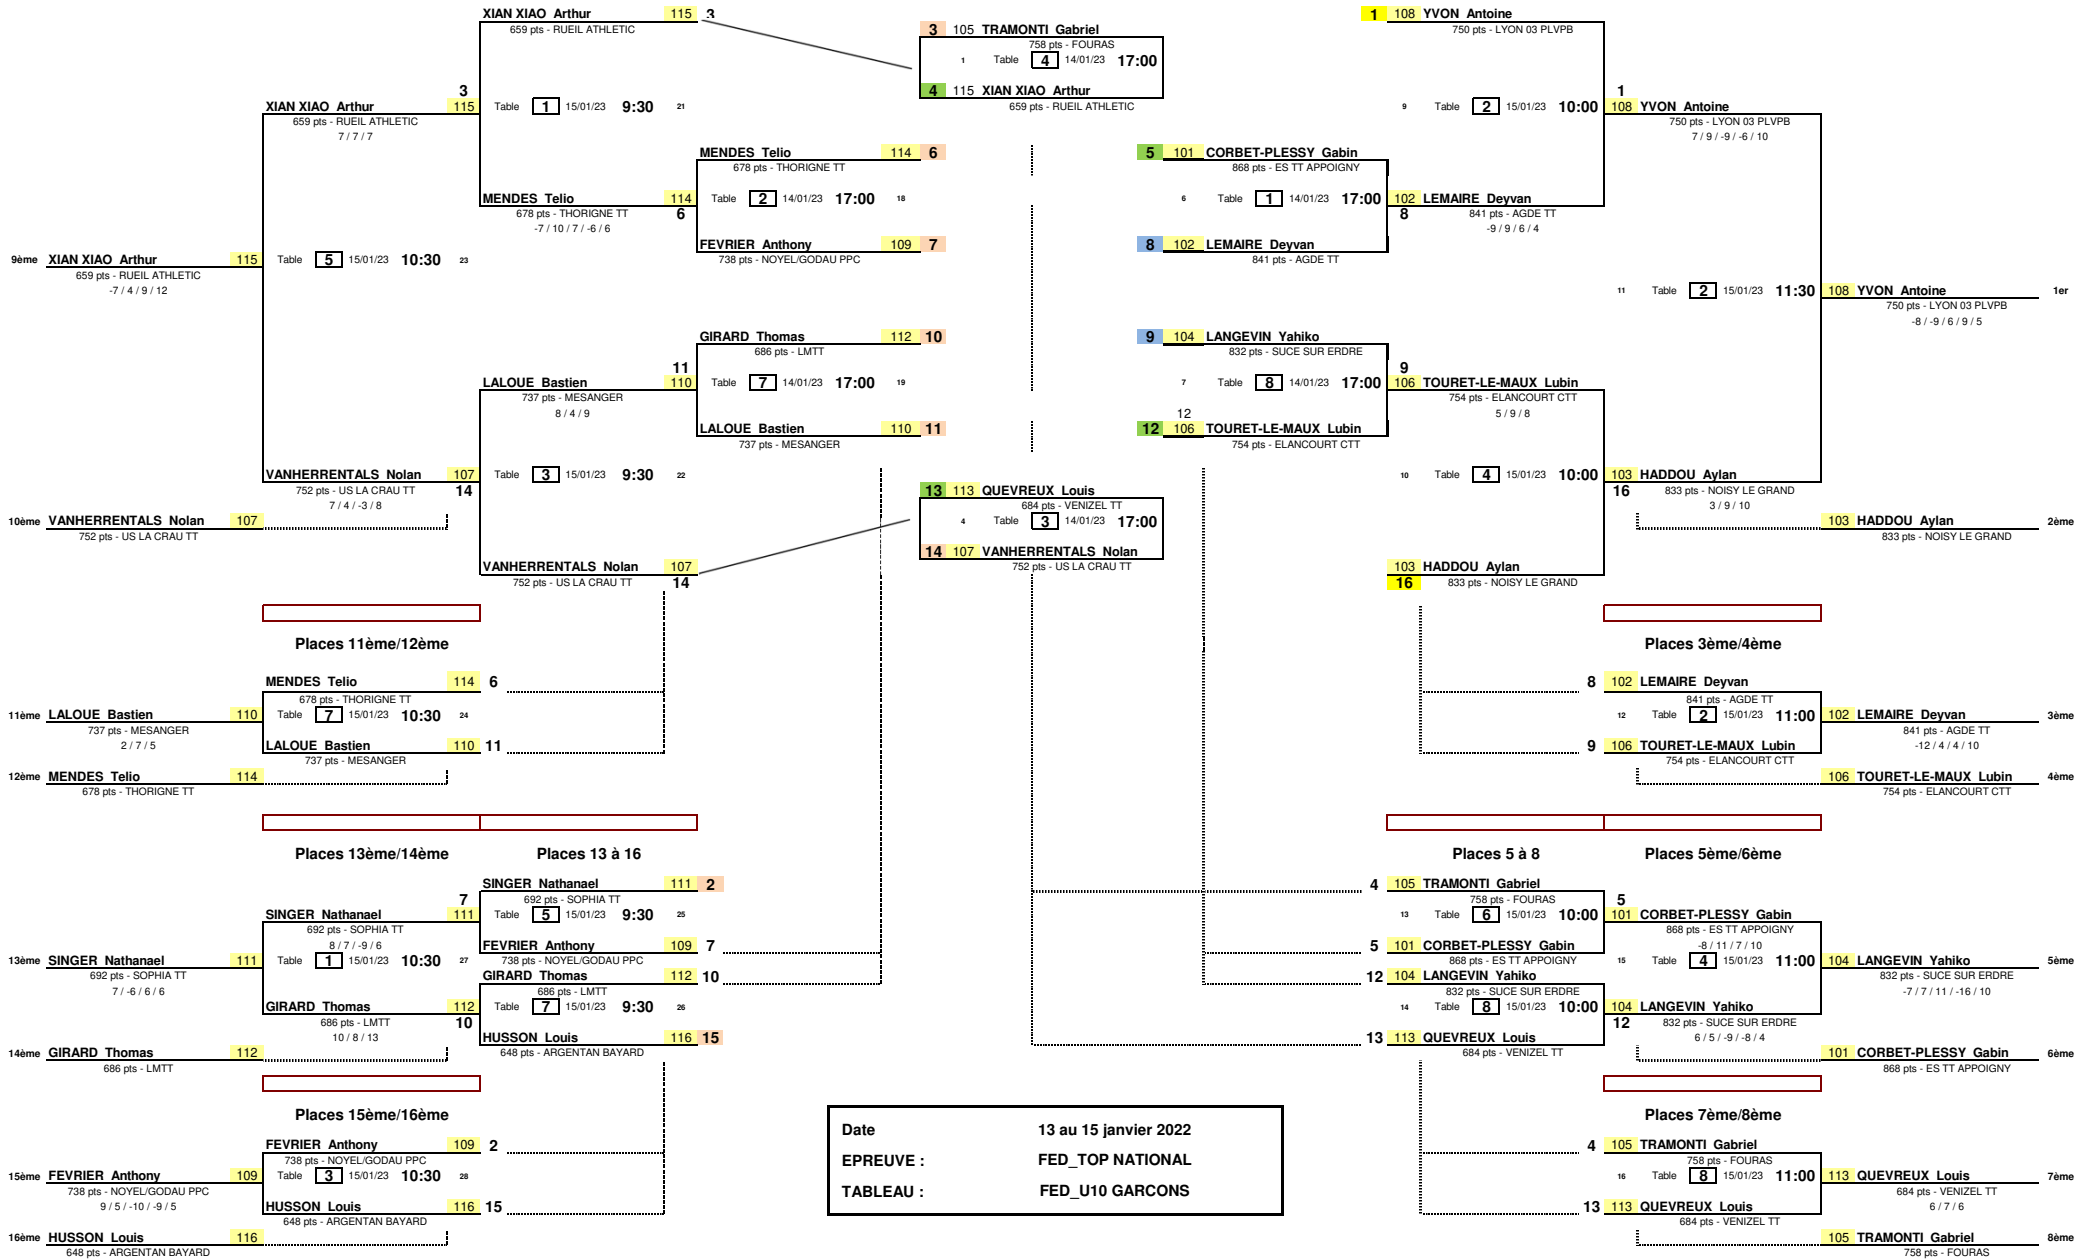 XIAN XIAO Arthur 115 3
659 pts - RUEIL ATHLETIC
3 105 TRAMONTI Gabriel
758 pts - FOURAS
1 Table 4 14/01/23 17:00
4 115 XIAN XIAO Arthur
659 pts - RUEIL ATHLETIC
1 108 YVON Antoine
750 pts - LYON 03 PLVPB
3
XIAN XIAO Arthur 115
659 pts - RUEIL ATHLETIC
7 / 7 / 7
Table 1 15/01/23 9:30 21
9 Table 2 15/01/23 10:00
1
108 YVON Antoine
750 pts - LYON 03 PLVPB
7 / 9 / -9 / -6 / 10
MENDES Telio 114 6
678 pts - THORIGNE TT
5 101 CORBET-PLESSY Gabin
868 pts - ES TT APPOIGNY
MENDES Telio 114
678 pts - THORIGNE TT 6
-7 / 10 / 7 / -6 / 6
Table 2 14/01/23 17:00 18
6 Table 1 14/01/23 17:00
102 LEMAIRE Deyvan
8 841 pts - AGDE TT
-9 / 9 / 6 / 4
FEVRIER Anthony 109 7
738 pts - NOYEL/GODAU PPC
8 102 LEMAIRE Deyvan
841 pts - AGDE TT
9ème XIAN XIAO Arthur 115
659 pts - RUEIL ATHLETIC
-7 / 4 / 9 / 12
Table 5 15/01/23 10:30 23
11 Table 2 15/01/23 11:30
108 YVON Antoine 1er
750 pts - LYON 03 PLVPB
-8 / -9 / 6 / 9 / 5
GIRARD Thomas 112 10
686 pts - LMTT
9 104 LANGEVIN Yahiko
832 pts - SUCE SUR ERDRE
11
LALOUE Bastien 110
737 pts - MESANGER
8 / 4 / 9
Table 7 14/01/23 17:00 19
7 Table 8 14/01/23 17:00
9
106 TOURET-LE-MAUX Lubin
754 pts - ELANCOURT CTT
5 / 9 / 8
LALOUE Bastien 110 11
737 pts - MESANGER
12
12 106 TOURET-LE-MAUX Lubin
754 pts - ELANCOURT CTT
VANHERRENTALS Nolan 107
752 pts - US LA CRAU TT 14
7 / 4 / -3 / 8
Table 3 15/01/23 9:30 22
10 Table 4 15/01/23 10:00
103 HADDOU Aylan
16 833 pts - NOISY LE GRAND
3 / 9 / 10
13 113 QUEVREUX Louis
684 pts - VENIZEL TT
4 Table 3 14/01/23 17:00
14 107 VANHERRENTALS Nolan
752 pts - US LA CRAU TT
10ème VANHERRENTALS Nolan 107
752 pts - US LA CRAU TT
103 HADDOU Aylan 2ème
833 pts - NOISY LE GRAND
VANHERRENTALS Nolan 107
752 pts - US LA CRAU TT 14
103 HADDOU Aylan
16 833 pts - NOISY LE GRAND
Places 11ème/12ème
Places 3ème/4ème
MENDES Telio 114 6
678 pts - THORIGNE TT
8 102 LEMAIRE Deyvan
841 pts - AGDE TT
11ème LALOUE Bastien 110
737 pts - MESANGER
2 / 7 / 5
Table 7 15/01/23 10:30 24
12 Table 2 15/01/23 11:00
102 LEMAIRE Deyvan 3ème
841 pts - AGDE TT
-12 / 4 / 4 / 10
LALOUE Bastien 110 11
737 pts - MESANGER
9 106 TOURET-LE-MAUX Lubin
754 pts - ELANCOURT CTT
12ème MENDES Telio 114
678 pts - THORIGNE TT
106 TOURET-LE-MAUX Lubin 4ème
754 pts - ELANCOURT CTT
Places 13ème/14ème Places 13 à 16
Places 5 à 8 Places 5ème/6ème
SINGER Nathanael 111 2
692 pts - SOPHIA TT
4 105 TRAMONTI Gabriel
758 pts - FOURAS
7
SINGER Nathanael 111
692 pts - SOPHIA TT
8 / 7 / -9 / 6
Table 5 15/01/23 9:30 25
13 Table 6 15/01/23 10:00
5
101 CORBET-PLESSY Gabin
868 pts - ES TT APPOIGNY
-8 / 11 / 7 / 10
FEVRIER Anthony 109 7
738 pts - NOYEL/GODAU PPC
5 101 CORBET-PLESSY Gabin
868 pts - ES TT APPOIGNY
13ème SINGER Nathanael 111
692 pts - SOPHIA TT
7 / -6 / 6 / 6
Table 1 15/01/23 10:30 27
15 Table 4 15/01/23 11:00
104 LANGEVIN Yahiko 5ème
832 pts - SUCE SUR ERDRE
-7 / 7 / 11 / -16 / 10
GIRARD Thomas 112 10
686 pts - LMTT
12 104 LANGEVIN Yahiko
832 pts - SUCE SUR ERDRE
GIRARD Thomas 112
686 pts - LMTT 10
10 / 8 / 13
Table 7 15/01/23 9:30 26
14 Table 8 15/01/23 10:00
104 LANGEVIN Yahiko
12 832 pts - SUCE SUR ERDRE
6 / 5 / -9 / -8 / 4
HUSSON Louis 116 15
648 pts - ARGENTAN BAYARD
13 113 QUEVREUX Louis
684 pts - VENIZEL TT
14ème GIRARD Thomas 112
686 pts - LMTT
101 CORBET-PLESSY Gabin 6ème
868 pts - ES TT APPOIGNY
Places 15ème/16ème
Places 7ème/8ème
Date 13 au 15 janvier 2022
EPREUVE : FED_TOP NATIONAL
TABLEAU : FED_U10 GARCONS
FEVRIER Anthony 109 2
738 pts - NOYEL/GODAU PPC
4 105 TRAMONTI Gabriel
758 pts - FOURAS
15ème FEVRIER Anthony 109
738 pts - NOYEL/GODAU PPC
9 / 5 / -10 / -9 / 5
Table 3 15/01/23 10:30 28
16 Table 8 15/01/23 11:00
113 QUEVREUX Louis 7ème
684 pts - VENIZEL TT
6 / 7 / 6
HUSSON Louis 116 15
648 pts - ARGENTAN BAYARD
13 113 QUEVREUX Louis
684 pts - VENIZEL TT
16ème HUSSON Louis 116
648 pts - ARGENTAN BAYARD
105 TRAMONTI Gabriel 8ème
758 pts - FOURAS